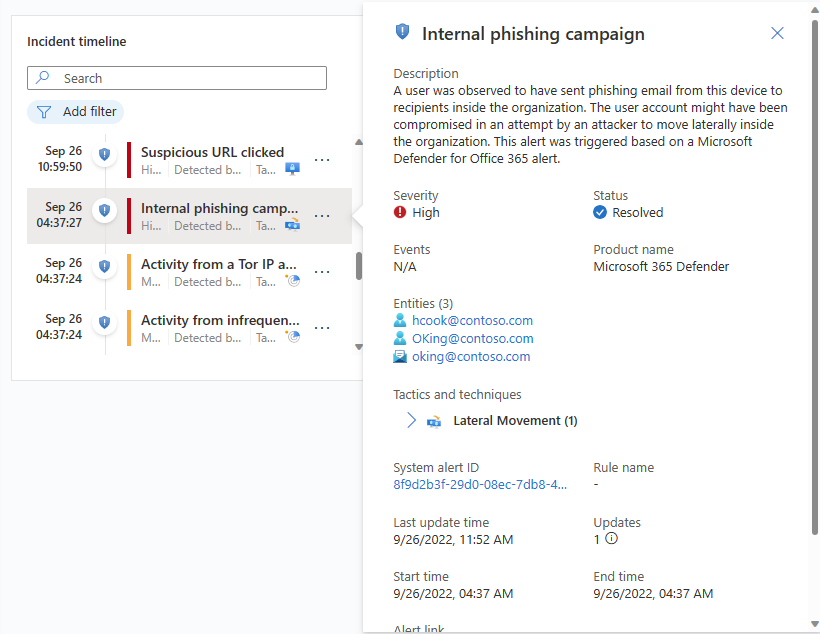 Incident timeline
Search
Add filter
Sep 26
10:59:50
Suspicious URL clicked
Hi... Detected b... Ta...
Sep 26
04:37:27
Internal phishing camp...
Hi... Detected b... Ta...
Sep 26
04:37:24
Activity from a Tor IP a...
M... Detected b... Ta...
Sep 26
04:37:24
Activity from infrequen...
M... Detected b... Ta...
Internal phishing campaign
Description
A user was observed to have sent phishing email from this device to
recipients inside the organization. The user account might have been
compromised in an attempt by an attacker to move laterally inside
the organization. This alert was triggered based on a Microsoft
Defender for Office 365 alert.
Severity Status
High Resolved
Events Product name
N/A Microsoft 365 Defender
Entities (3)
hcook@contoso.com
OKing@contoso.com
oking@contoso.com
Tactics and techniques
Lateral Movement (1)
System alert ID Rule name
8f9d2b3f-29d0-08ec-7db8-4... -
Last update time Updates
9/26/2022, 11:52 AM 1
Start time End time
9/26/2022, 04:37 AM 9/26/2022, 04:37 AM
Alert link